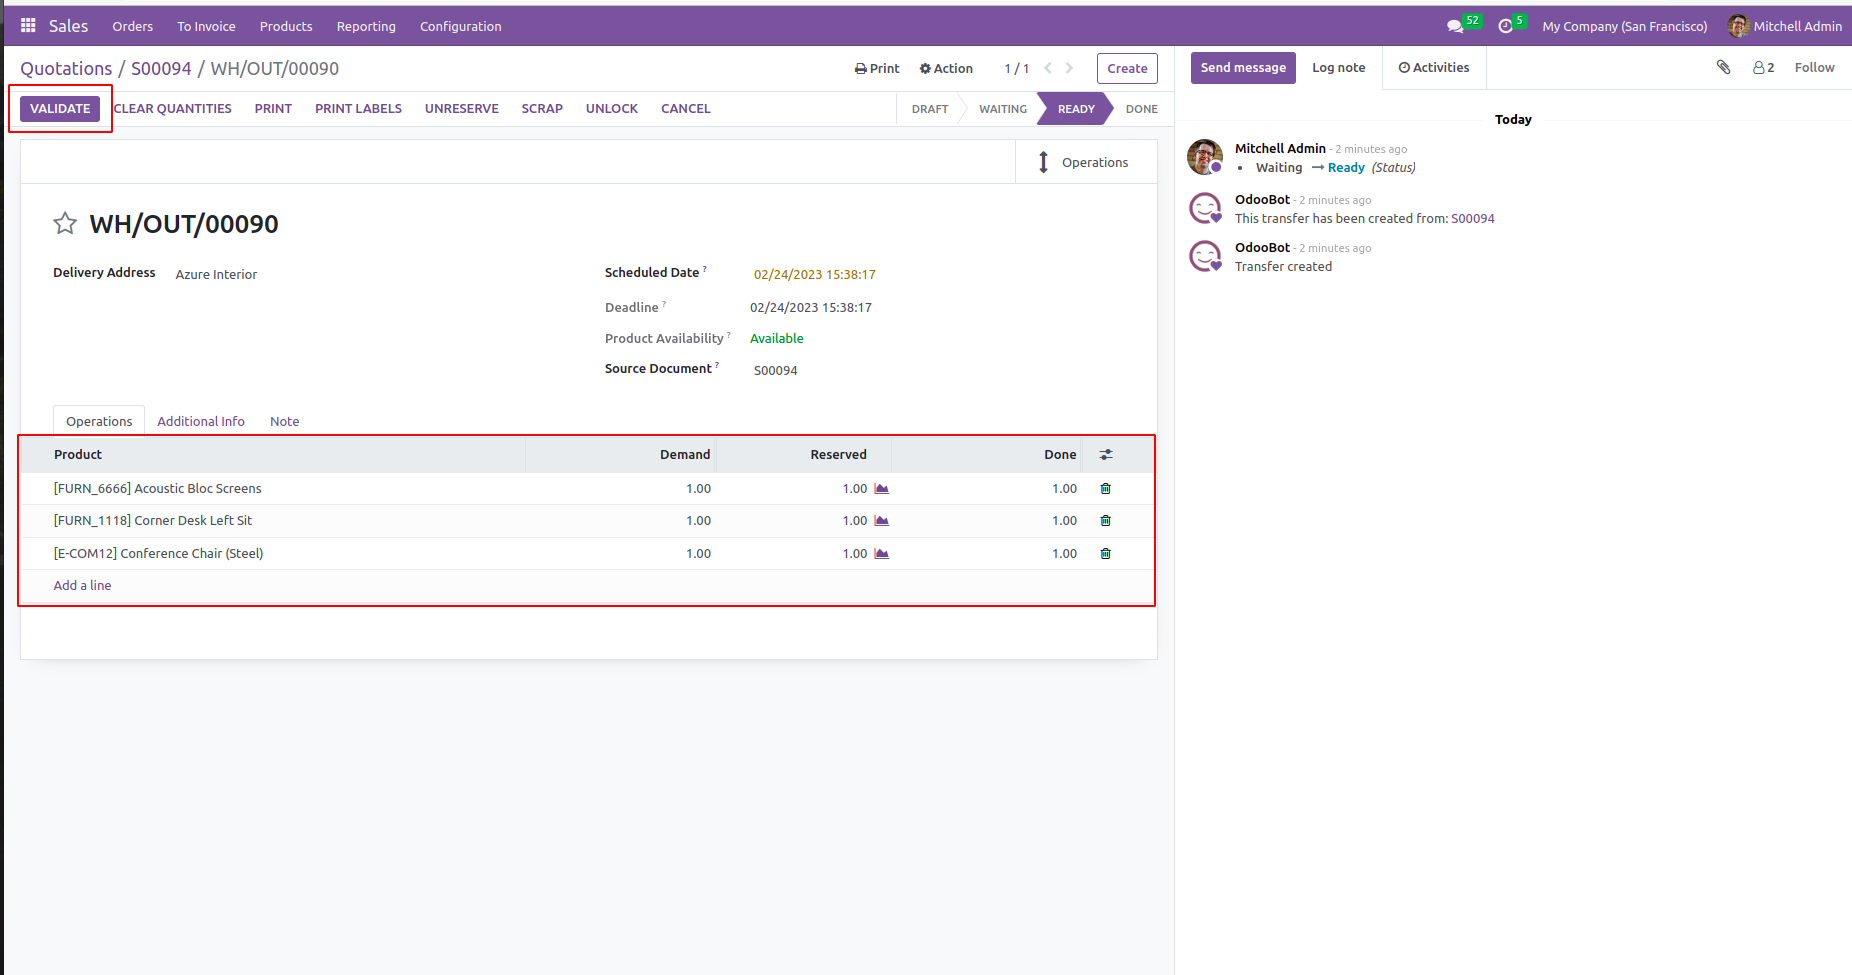 Sales Orders To Invoice Products Reporting Configuration 52 5 My Company (San Francisco) Mitchell Admin
Quotations / S00094 / WH/OUT/00090 Print Action 1 / 1 Create
VALIDATE CLEAR QUANTITIES PRINT PRINT LABELS UNRESERVE SCRAP UNLOCK CANCEL DRAFT WAITING READY DONE
Operations
WH/OUT/00090
Delivery Address Azure Interior
Scheduled Date ? 02/24/2023 15:38:17
Deadline ? 02/24/2023 15:38:17
Product Availability ? Available
Source Document ? S00094
Operations Additional Info Note
Product Demand Reserved Done
[FURN_6666] Acoustic Bloc Screens 1.00 1.00 1.00
[FURN_1118] Corner Desk Left Sit 1.00 1.00 1.00
[E-COM12] Conference Chair (Steel) 1.00 1.00 1.00
Add a line
Send message Log note Activities 2 Follow
Today
Mitchell Admin - 2 minutes ago
• Waiting → Ready (Status)
OdooBot - 2 minutes ago
This transfer has been created from: S00094
OdooBot - 2 minutes ago
Transfer created